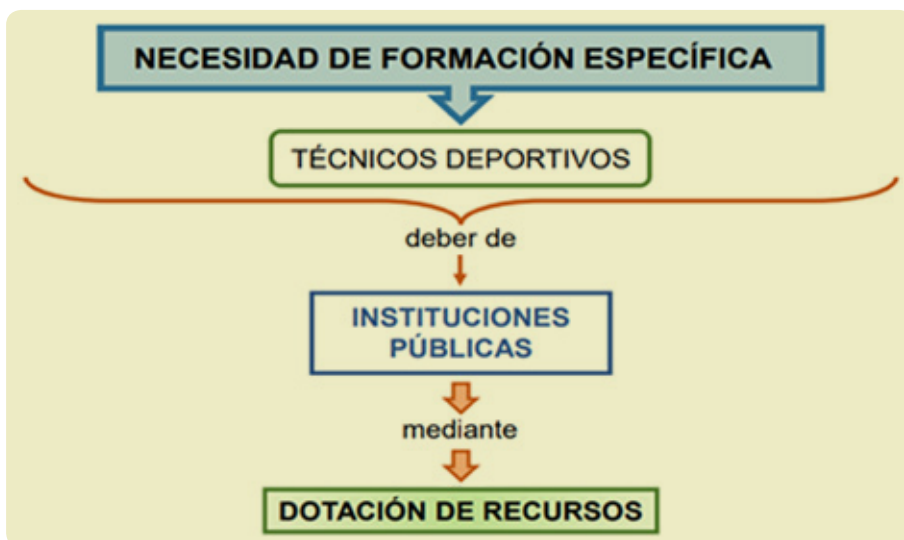 NECESIDAD DE FORMACIÓN ESPECÍFICA
TÉCNICOS DEPORTIVOS
deber de
INSTITUCIONES
PÚBLICAS
mediante
DOTACIÓN DE RECURSOS